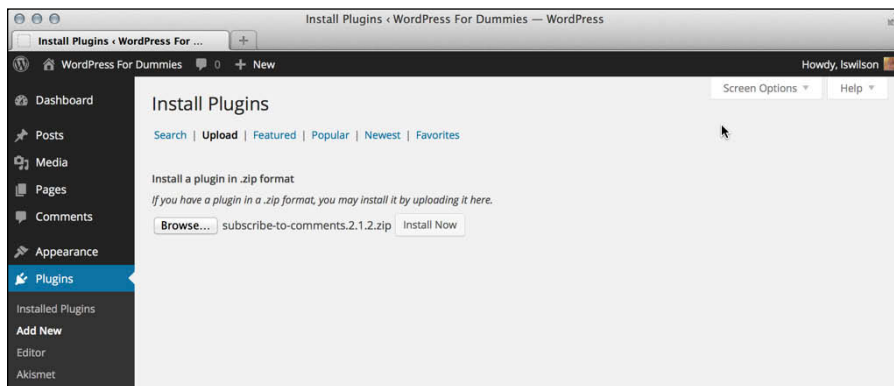 Install Plugins ‹ WordPress For Dummies — WordPress
Install Plugins ‹ WordPress For ...
WordPress For Dummies 0 + New
Howdy, lswilson
Dashboard
Posts
Media
Pages
Comments
Appearance
Plugins
Installed Plugins
Add New
Editor
Akismet
Screen Options
Help
Install Plugins
Search | Upload | Featured | Popular | Newest | Favorites
Install a plugin in .zip format
If you have a plugin in a .zip format, you may install it by uploading it here.
Browse... subscribe-to-comments.2.1.2.zip Install Now